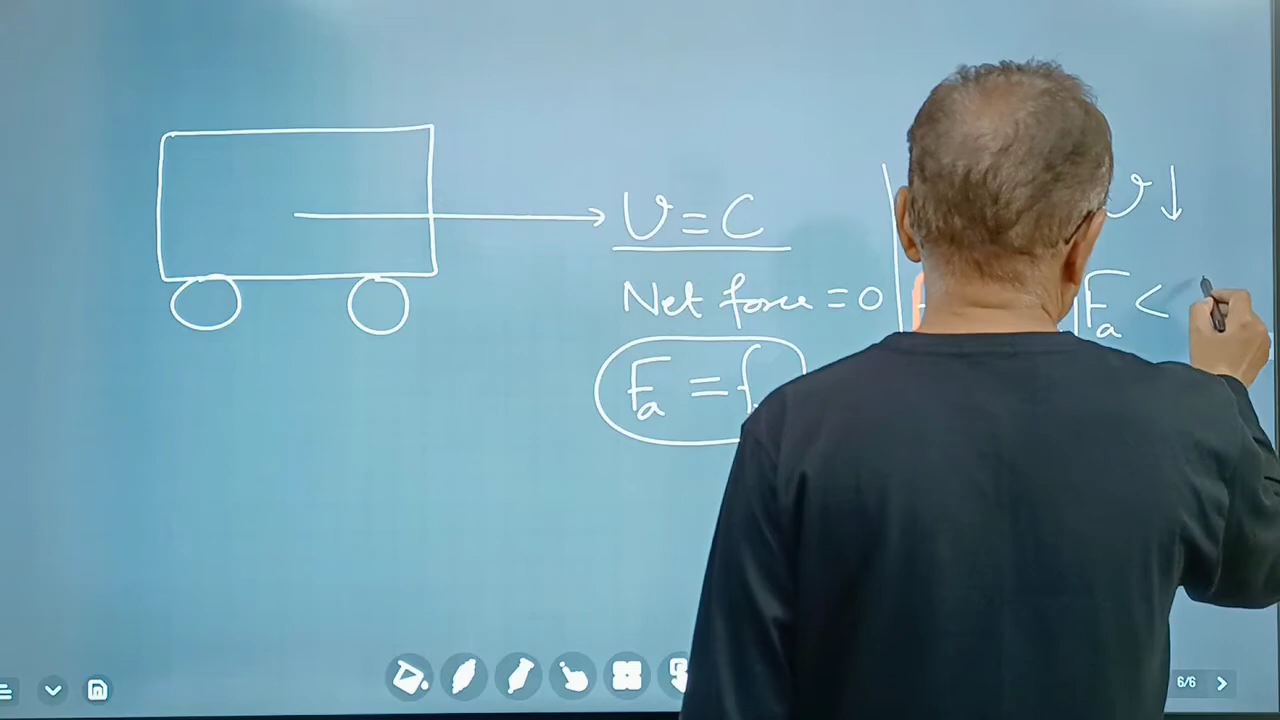 v = C
Net force = 0
Fa = f
v ↓
Fa <
6/6